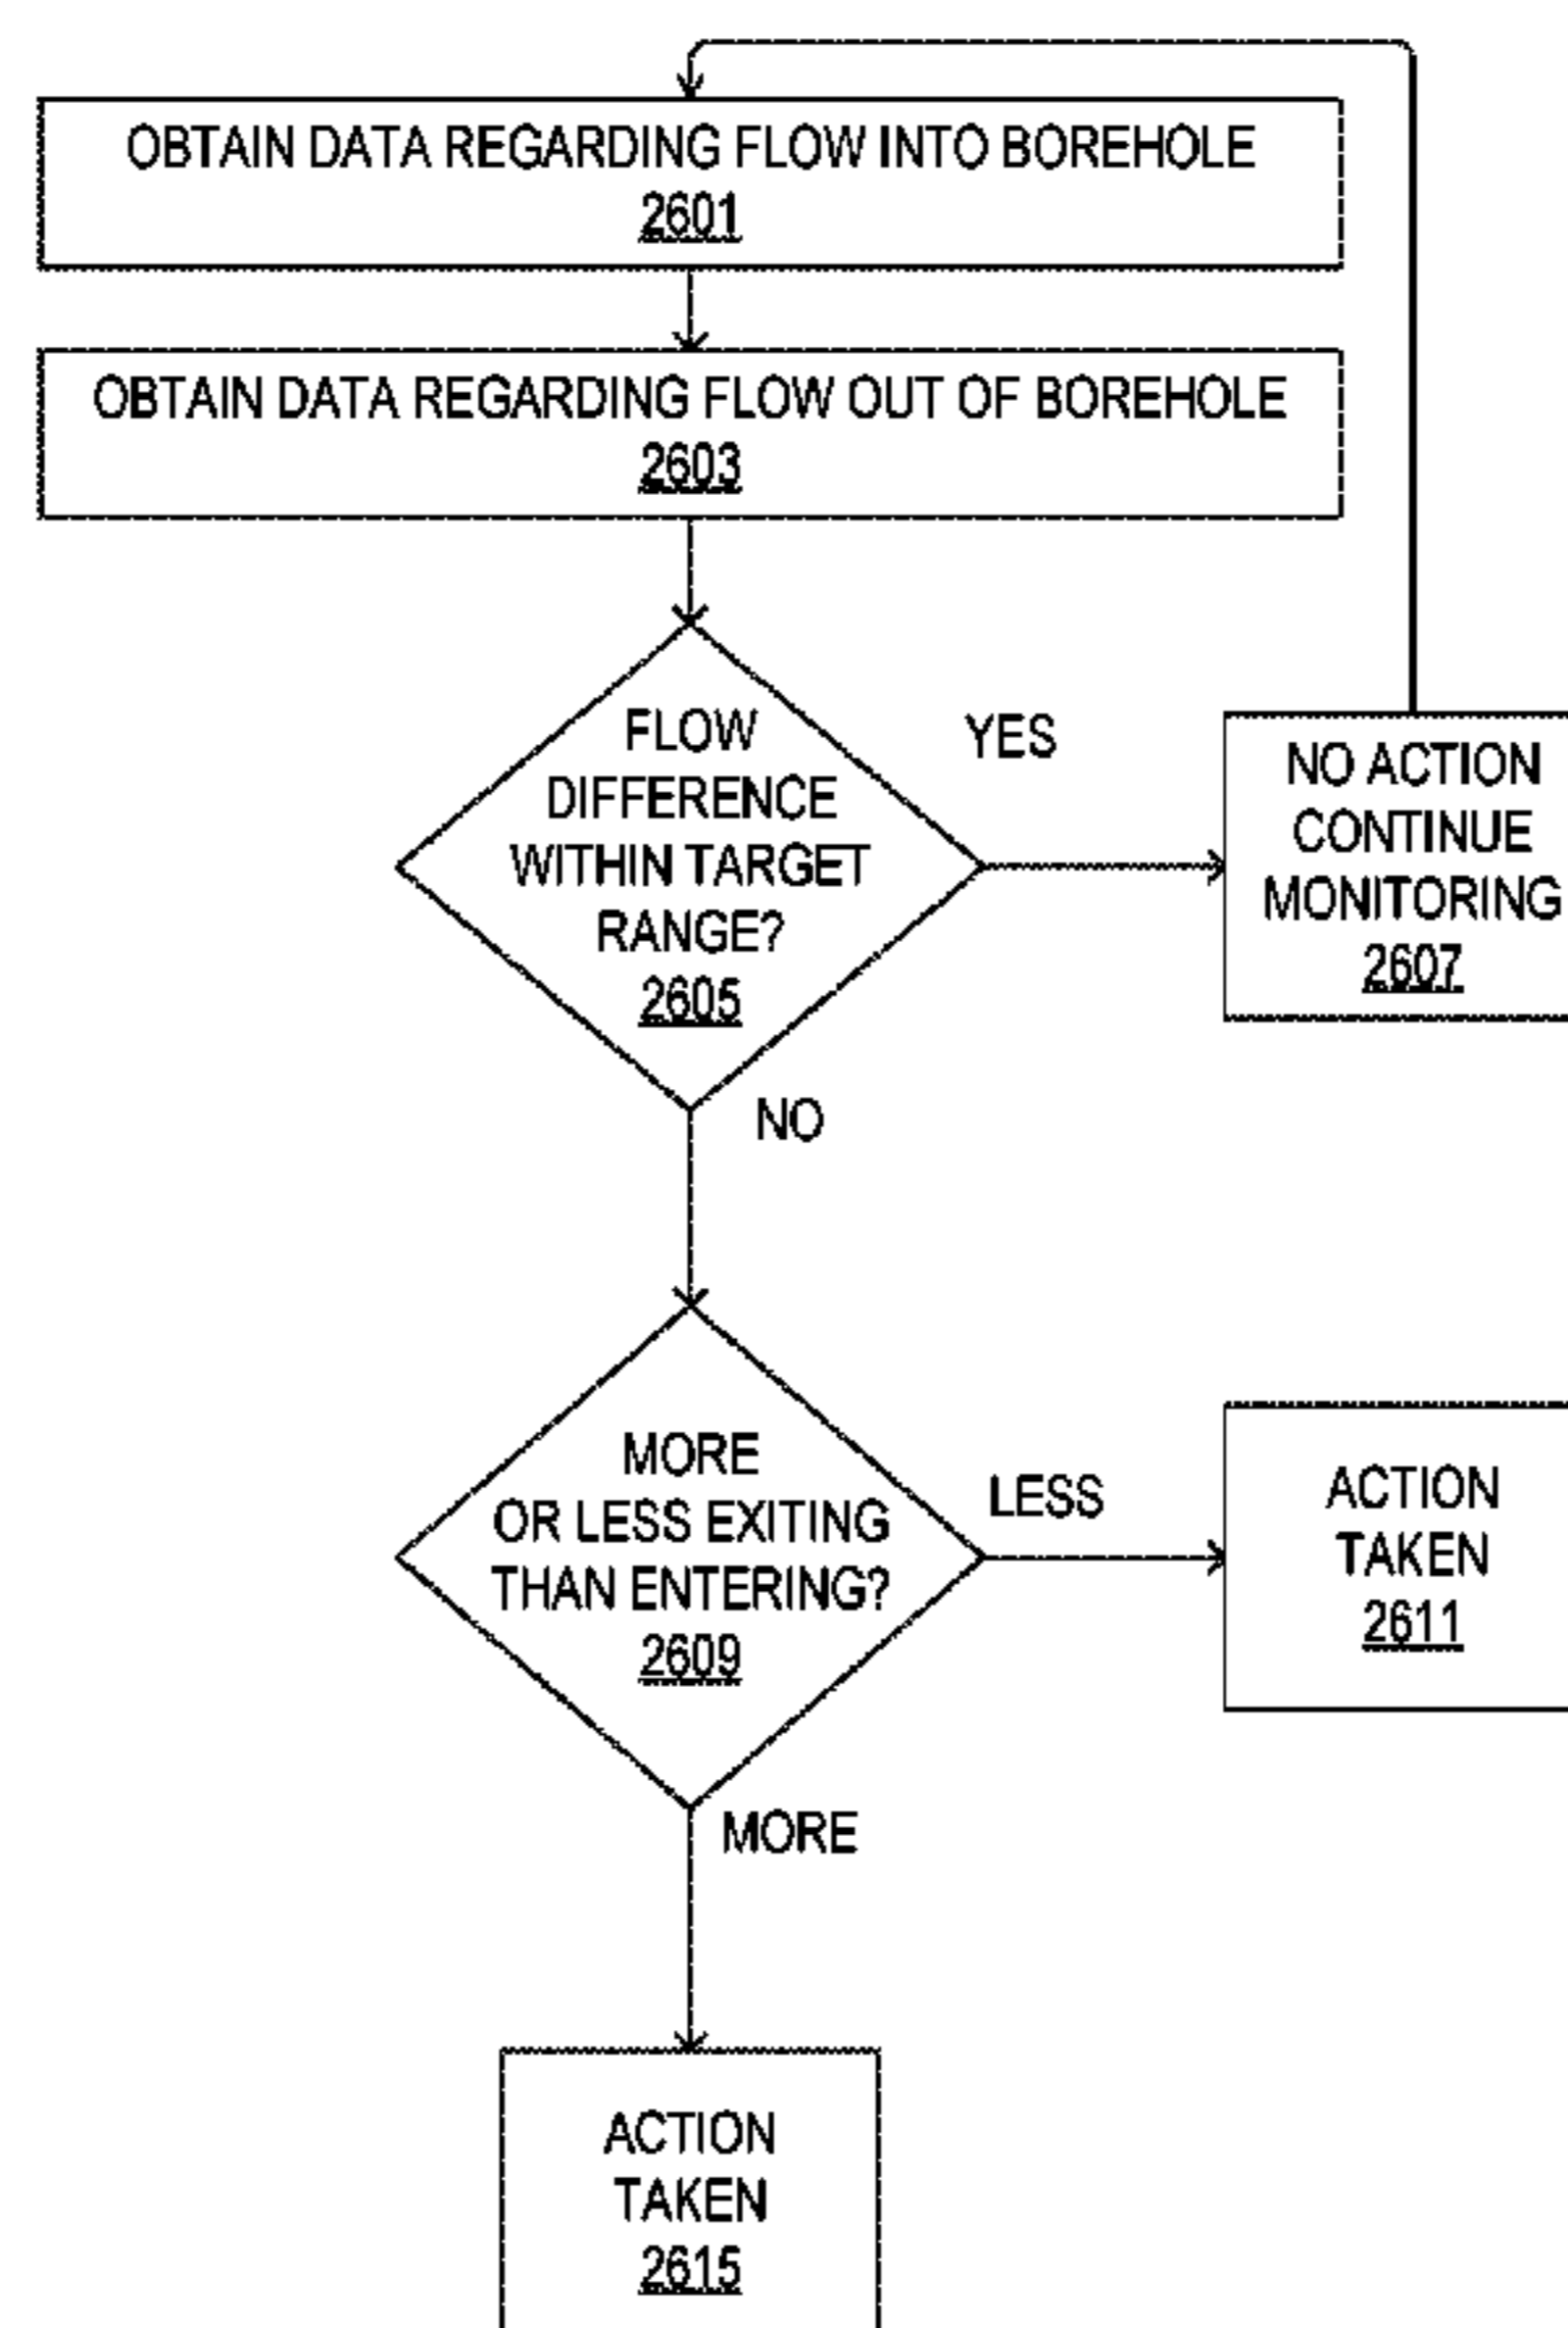 OBTAIN DATA REGARDING FLOW INTO BOREHOLE
2601
OBTAIN DATA REGARDING FLOW OUT OF BOREHOLE
2603
FLOW
DIFFERENCE
WITHIN TARGET
RANGE?
2605
YES
NO ACTION
CONTINUE
MONITORING
2607
NO
MORE
OR LESS EXITING
THAN ENTERING?
2609
LESS
ACTION
TAKEN
2611
MORE
ACTION
TAKEN
2615